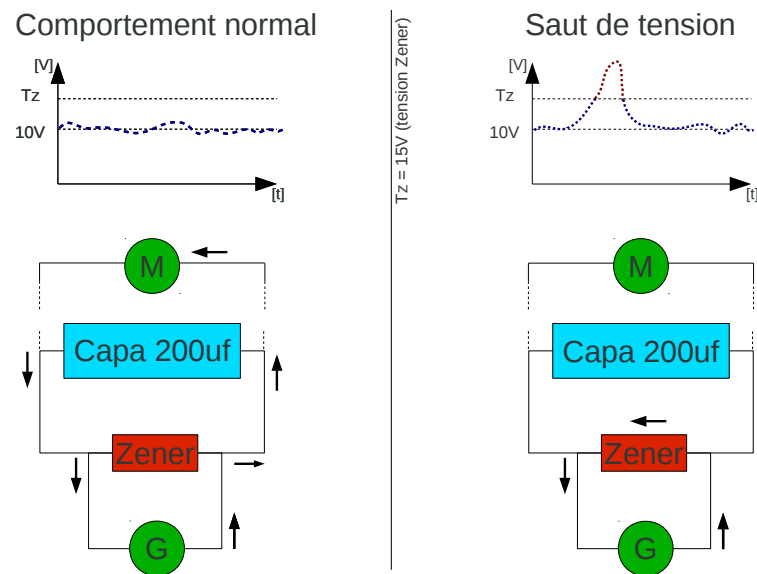 Comportement normal
[V]
Tz
10V
[t]
M
Capa 200uf
Zener
G
Tz = 15V (tension Zener)
Saut de tension
[V]
Tz
10V
[t]
M
Capa 200uf
Zener
G